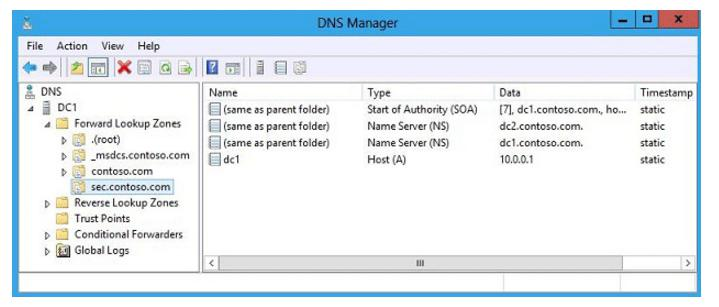 DNS Manager
File Action View Help
DNS
DC1
Forward Lookup Zones
.(root)
_msdcs.contoso.com
contoso.com
sec.contoso.com
Reverse Lookup Zones
Trust Points
Conditional Forwarders
Global Logs
Name Type Data Timestamp
(same as parent folder) Start of Authority (SOA) [7], dc1.contoso.com., ho... static
(same as parent folder) Name Server (NS) dc2.contoso.com. static
(same as parent folder) Name Server (NS) dc1.contoso.com. static
dc1 Host (A) 10.0.0.1 static